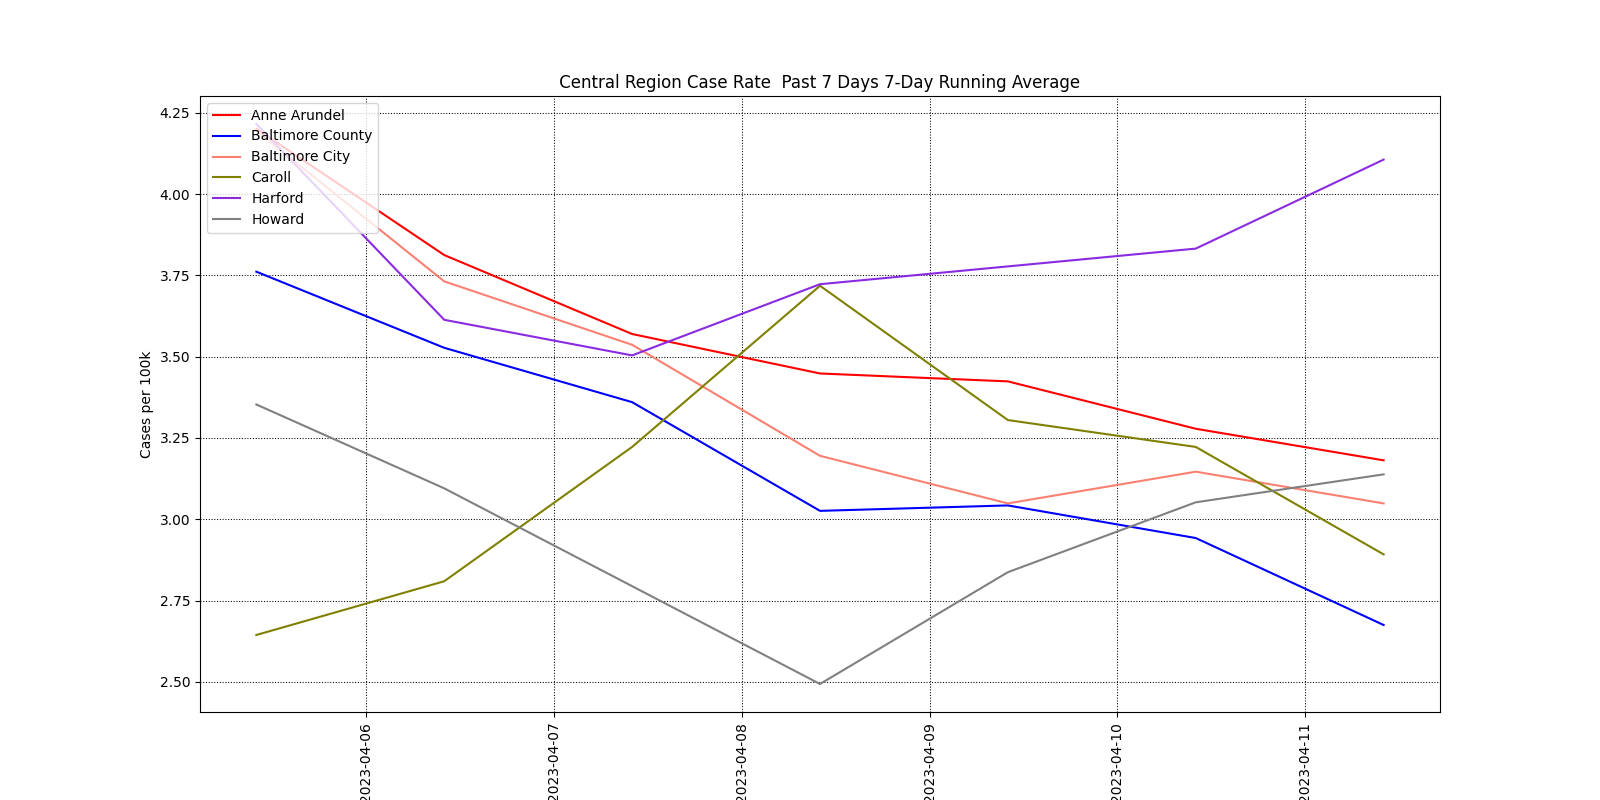 Central Region Case Rate  Past 7 Days 7-Day Running Average
4.25
4.00
3.75
3.50
3.25
3.00
2.75
2.50
Cases per 100k
Anne Arundel
Baltimore County
Baltimore City
Caroll
Harford
Howard
2023-04-06
2023-04-07
2023-04-08
2023-04-09
2023-04-10
2023-04-11